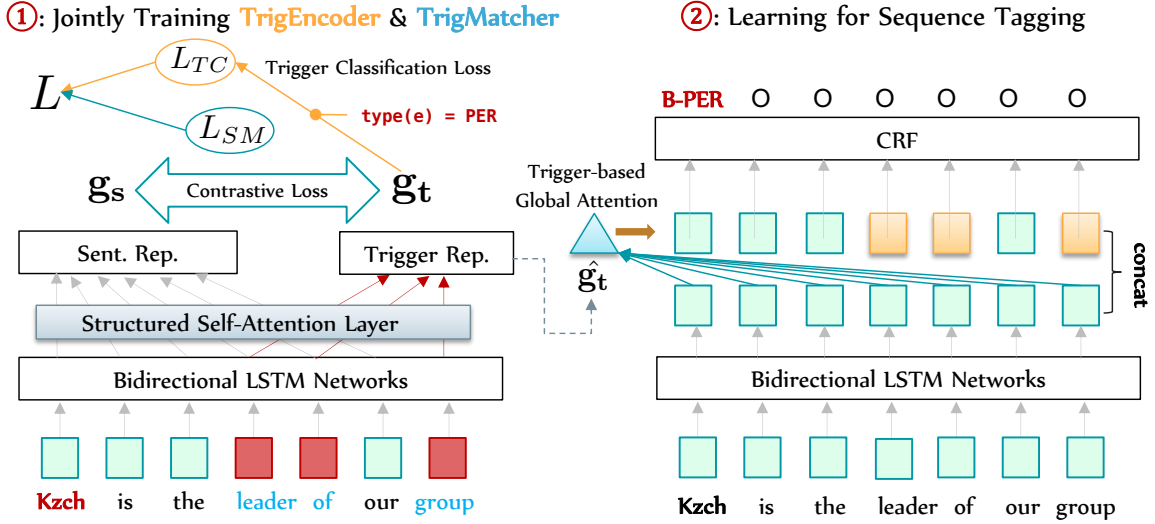 ①: Jointly Training TrigEncoder & TrigMatcher
L
L_TC
Trigger Classification Loss
type(e) = PER
L_SM
g_s
Contrastive Loss
g_t
Sent. Rep.
Trigger Rep.
Structured Self-Attention Layer
Bidirectional LSTM Networks
Kzch is the leader of our group
②: Learning for Sequence Tagging
B-PER O O O O O O
CRF
Trigger-based
Global Attention
ĝ_t
concat
Bidirectional LSTM Networks
Kzch is the leader of our group